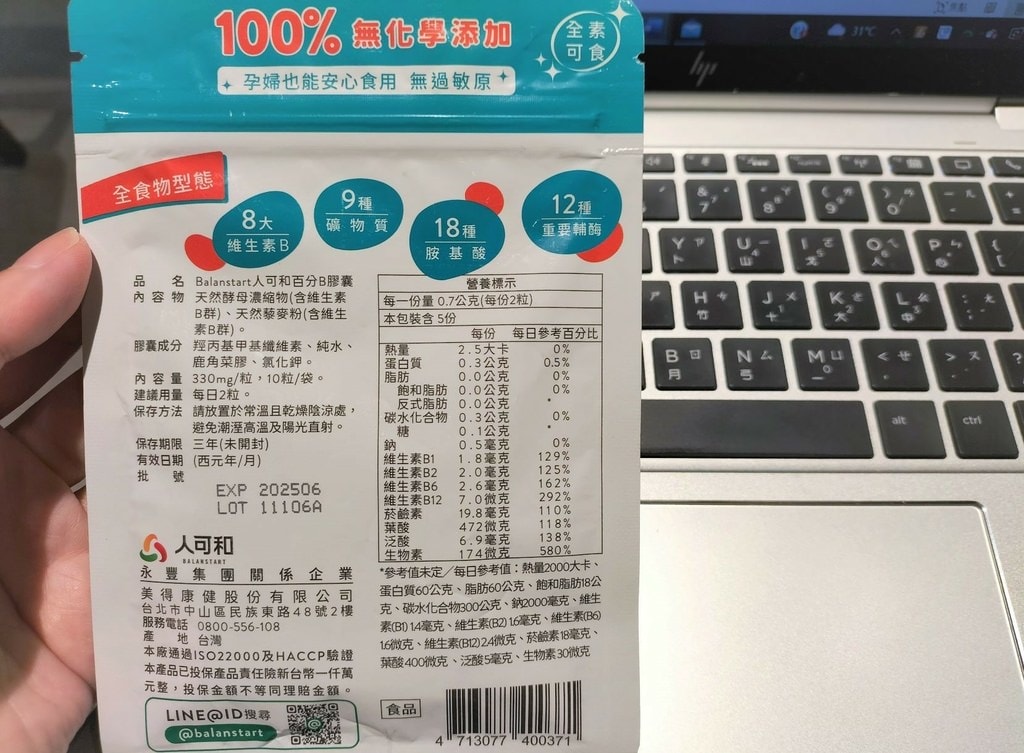 100% 無化學添加
全素
可食
孕婦也能安心食用 無過敏原
全食物型態
8大
維生素B
9種
礦物質
18種
胺基酸
12種
重要輔酶
品 名 Balanstart人可和百分B膠囊
內容物 天然酵母濃縮物(含維生素
B群)、天然藜麥粉(含維生
素B群)。
膠囊成分 羥丙基甲基纖維素、純水、
鹿角菜膠、氯化鉀。
內容量 330mg/粒,10粒/袋。
建議用量 每日2粒。
保存方法 請放置於常溫且乾燥陰涼處,
避免潮溼高溫及陽光直射。
保存期限 三年(未開封)
有效日期 (西元年/月)
批 號
EXP 202506
LOT 11106A
人可和
BALANSTART
永豐集團關係企業
美得康健股份有限公司
台北市中山區民族東路48號2樓
服務電話 0800-556-108
產 地 台灣
本廠通過ISO22000及HACCP驗證
本產品已投保產品責任險新台幣一仟萬
元整,投保金額不等同理賠金額。
LINE@ID搜尋
@balanstart
營養標示
每一份量 0.7公克(每份2粒)
本包裝含 5份
每份 每日參考百分比
熱量 2.5大卡 0%
蛋白質 0.3公克 0.5%
脂肪 0.0公克 0%
飽和脂肪 0.0公克 0%
反式脂肪 0.0公克 *
碳水化合物 0.3公克 0%
糖 0.1公克 *
鈉 0.5毫克 0%
維生素B1 1.8毫克 129%
維生素B2 2.0毫克 125%
維生素B6 2.6毫克 162%
維生素B12 7.0微克 292%
菸鹼素 19.8毫克 110%
葉酸 472微克 118%
泛酸 6.9毫克 138%
生物素 174微克 580%
*參考值未定/每日參考值:熱量2000大卡、
蛋白質60公克、脂肪60公克、飽和脂肪18公
克、碳水化合物300公克、鈉2000毫克、維生
素(B1) 1.4毫克、維生素(B2) 1.6毫克、維生素(B6)
1.6微克、維生素(B12) 2.4微克、菸鹼素18毫克、
葉酸400微克、泛酸5毫克、生物素30微克
食品
4 713077 400371
hp
31°C
& 7
* 8
( 9
) 0
Y
U
I
O
P
H 竹
J
K 大
L 中
B 月
N 弓
M
alt
ctrl